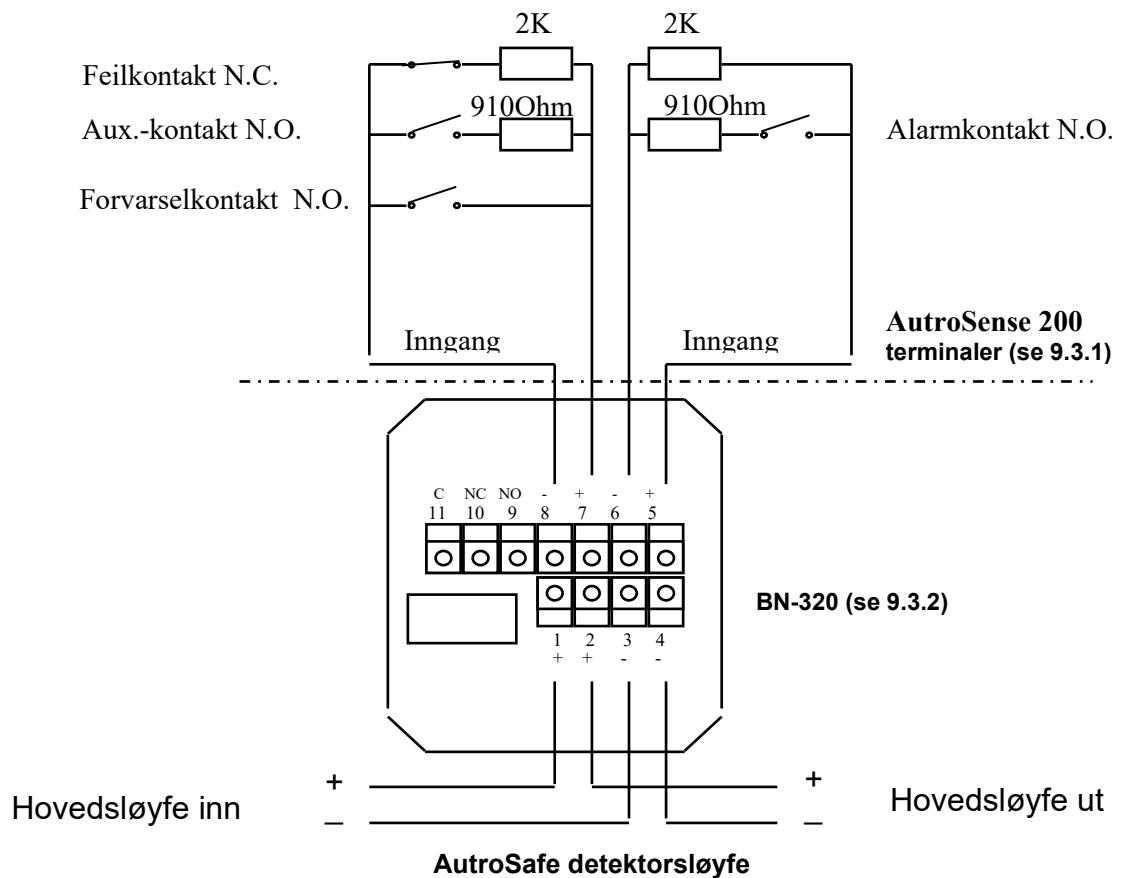 2K 2K
Feilkontakt N.C.
910Ohm 910Ohm
Aux.-kontakt N.O. Alarmkontakt N.O.
Forvarselkontakt N.O.
AutroSense 200
Inngang Inngang
terminaler (se 9.3.1)
C NC NO - + - +
11 10 9 8 7 6 5
BN-320 (se 9.3.2)
1 2 3 4
+ + - -
+ +
Hovedsløyfe inn Hovedsløyfe ut
– –
AutroSafe detektorsløyfe